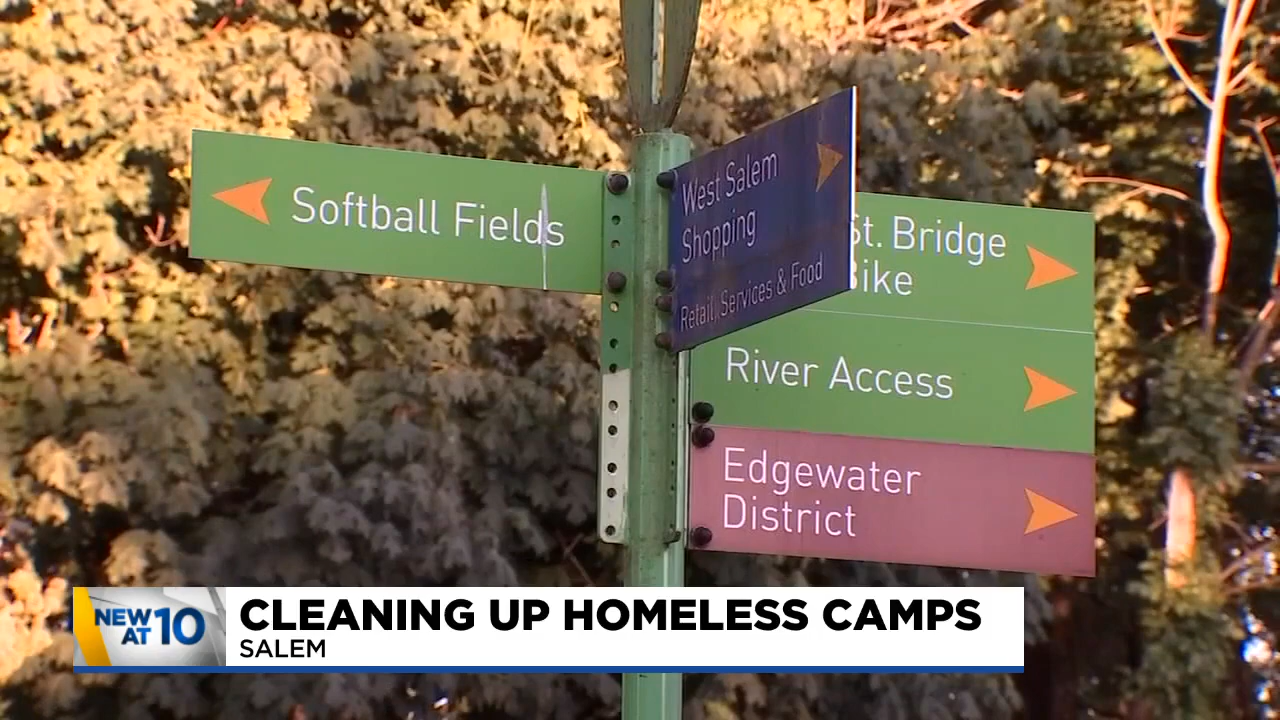 Softball Fields
West Salem
Shopping
Retail, Services & Food
St. Bridge
Bike
River Access
Edgewater
District
NEW
AT 10
CLEANING UP HOMELESS CAMPS
SALEM